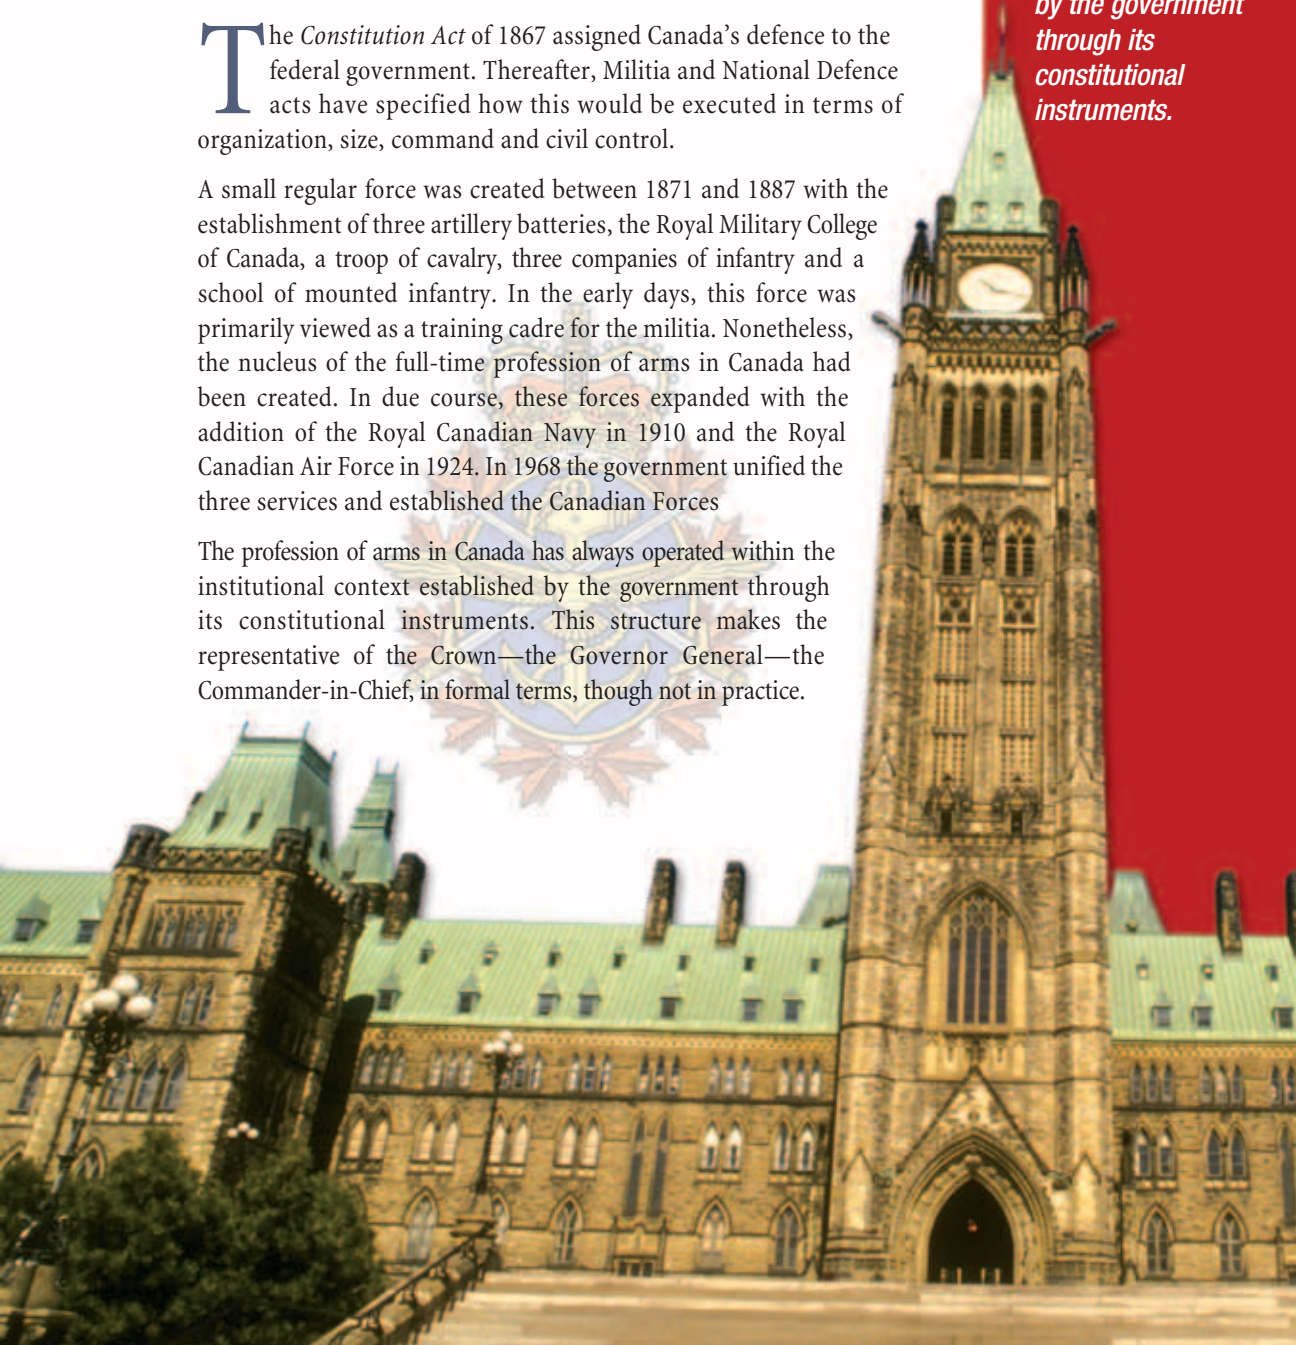 by the government
through its
constitutional
instruments.
The Constitution Act of 1867 assigned Canada’s defence to the
federal government. Thereafter, Militia and National Defence
acts have specified how this would be executed in terms of
organization, size, command and civil control.
A small regular force was created between 1871 and 1887 with the
establishment of three artillery batteries, the Royal Military College
of Canada, a troop of cavalry, three companies of infantry and a
school of mounted infantry. In the early days, this force was
primarily viewed as a training cadre for the militia. Nonetheless,
the nucleus of the full-time profession of arms in Canada had
been created. In due course, these forces expanded with the
addition of the Royal Canadian Navy in 1910 and the Royal
Canadian Air Force in 1924. In 1968 the government unified the
three services and established the Canadian Forces
The profession of arms in Canada has always operated within the
institutional context established by the government through
its constitutional instruments. This structure makes the
representative of the Crown—the Governor General—the
Commander-in-Chief, in formal terms, though not in practice.